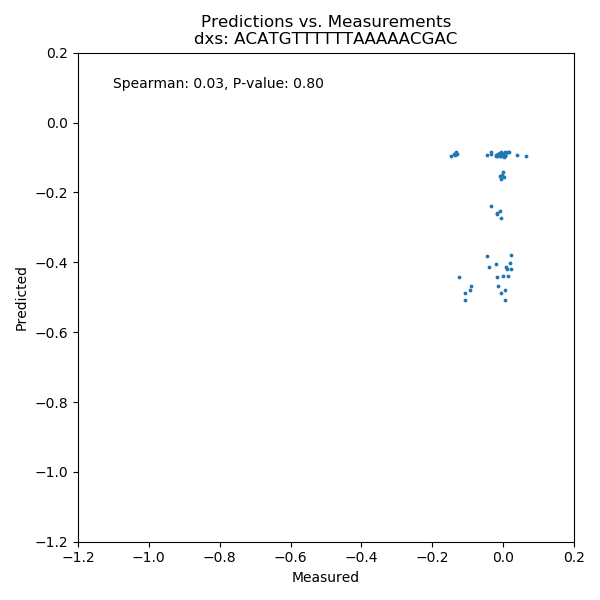 Predictions vs. Measurements
dxs: ACATGTTTTTTAAAAACGAC
Spearman: 0.03, P-value: 0.80
0.2
0.0
−0.2
−0.4
−0.6
−0.8
−1.0
−1.2
Predicted
−1.2 −1.0 −0.8 −0.6 −0.4 −0.2 0.0 0.2
Measured